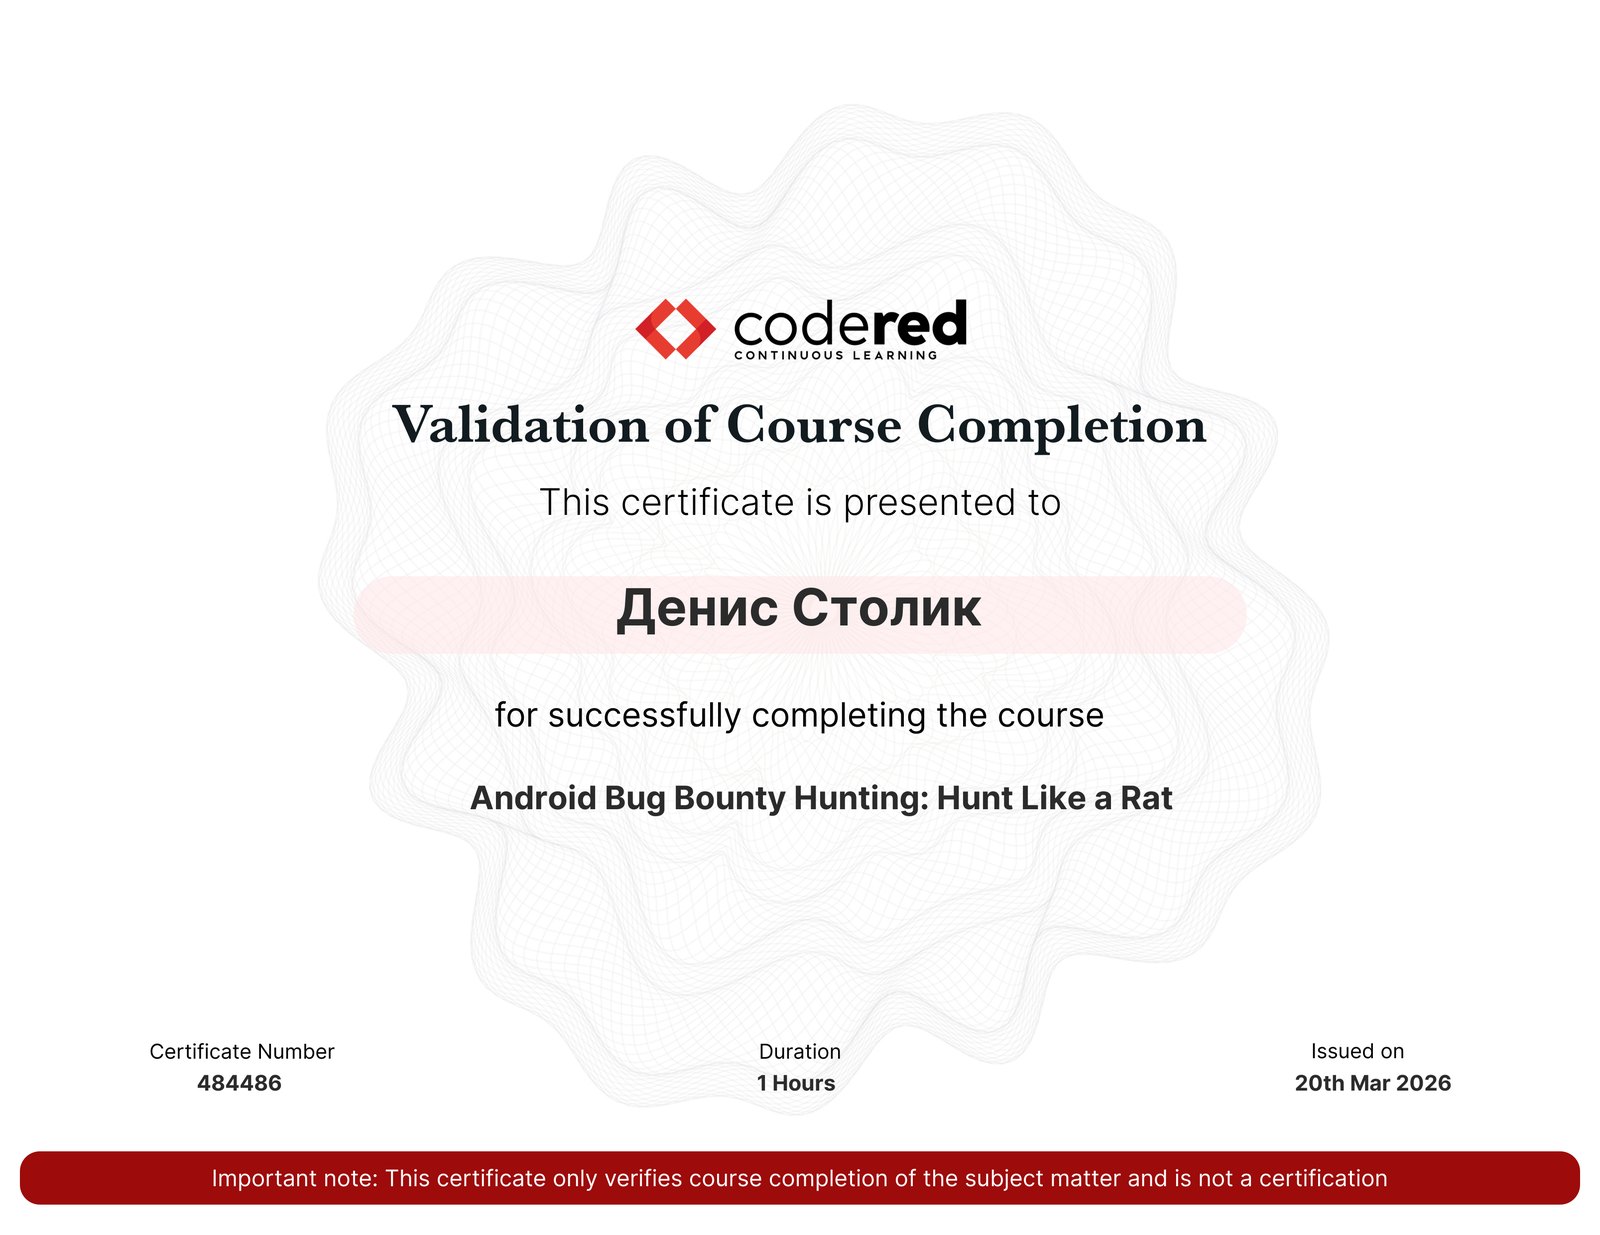 codered
CONTINUOUS LEARNING
Validation of Course Completion
This certificate is presented to
Денис Столик
for successfully completing the course
Android Bug Bounty Hunting: Hunt Like a Rat
Certificate Number
484486
Duration
1 Hours
Issued on
20th Mar 2026
Important note: This certificate only verifies course completion of the subject matter and is not a certification